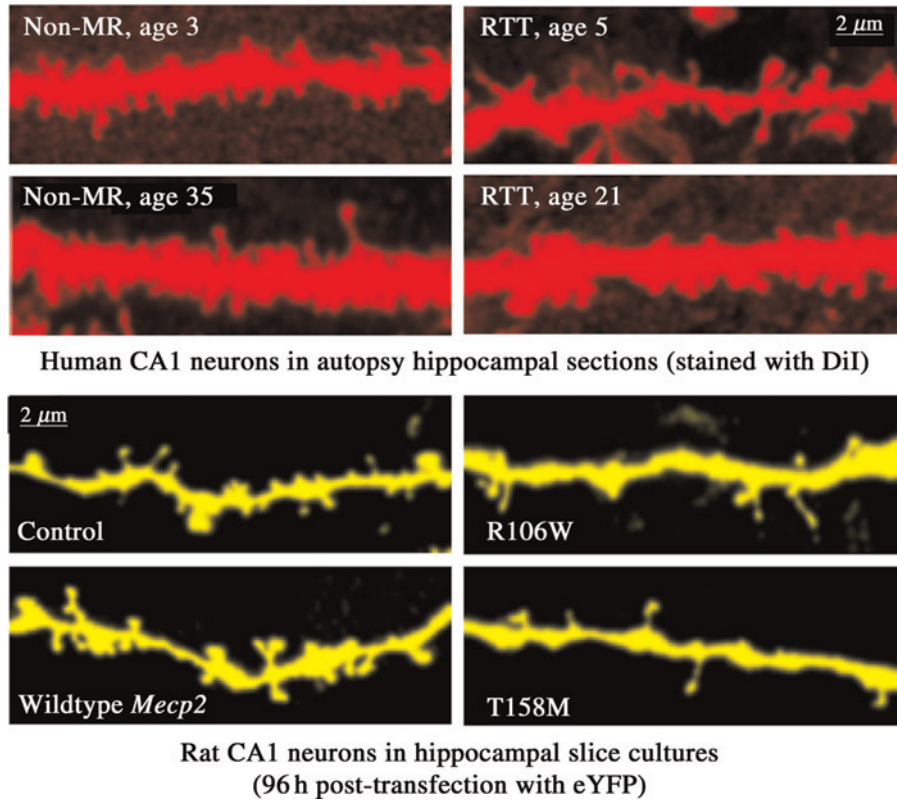 Non-MR, age 3
RTT, age 5
2 μm
Non-MR, age 35
RTT, age 21
Human CA1 neurons in autopsy hippocampal sections (stained with DiI)
2 μm
Control
R106W
Wildtype Mecp2
T158M
Rat CA1 neurons in hippocampal slice cultures
(96 h post-transfection with eYFP)